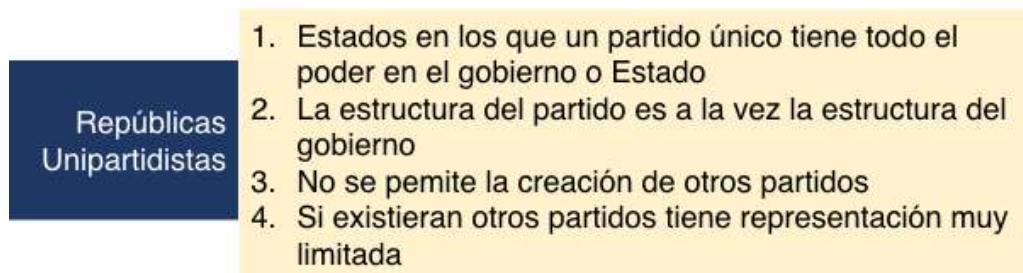 Repúblicas
Unipartidistas
1. Estados en los que un partido único tiene todo el
poder en el gobierno o Estado
2. La estructura del partido es a la vez la estructura del
gobierno
3. No se pemite la creación de otros partidos
4. Si existieran otros partidos tiene representación muy
limitada